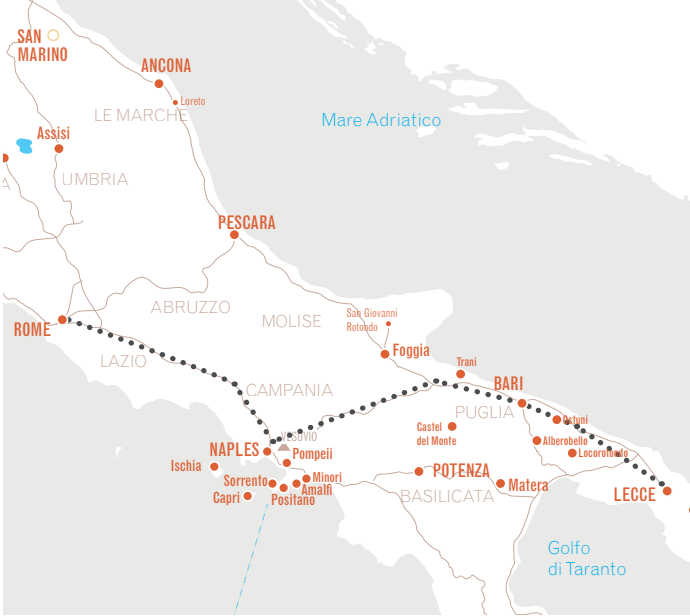 SAN
MARINO
ANCONA
Loreto
LE MARCHE
Mare Adriatico
Assisi
UMBRIA
A
PESCARA
ABRUZZO
MOLISE
San Giovanni
Rotondo
ROME
Foggia
LAZIO
Trani
CAMPANIA
BARI
PUGLIA
Ostuni
Castel
del Monte
VESUVIO
Alberobello
NAPLES
Pompeii
Locorotondo
Ischia
POTENZA
Sorrento
Minori
Matera
Capri
Positano
Amalfi
BASILICATA
LECCE
Golfo
di Taranto